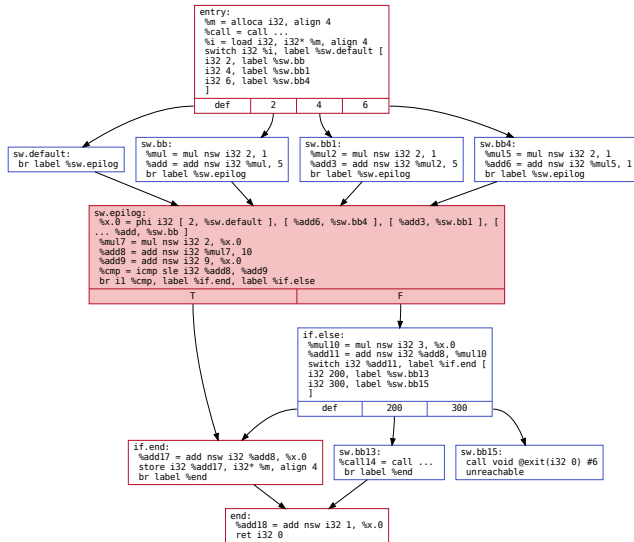 entry:
%m = alloca i32, align 4
%call = call ...
%i = load i32, i32* %m, align 4
switch i32 %i, label %sw.default [
i32 2, label %sw.bb
i32 4, label %sw.bb1
i32 6, label %sw.bb4
]
def 2 4 6
sw.default:
br label %sw.epilog
sw.bb:
%mul = mul nsw i32 2, 1
%add = add nsw i32 %mul, 5
br label %sw.epilog
sw.bb1:
%mul2 = mul nsw i32 2, 1
%add3 = add nsw i32 %mul2, 5
br label %sw.epilog
sw.bb4:
%mul5 = mul nsw i32 2, 1
%add6 = add nsw i32 %mul5, 1
br label %sw.epilog
sw.epilog:
%x.0 = phi i32 [ 2, %sw.default ], [ %add6, %sw.bb4 ], [ %add3, %sw.bb1 ], [
... %add, %sw.bb ]
%mul7 = mul nsw i32 2, %x.0
%add8 = add nsw i32 %mul7, 10
%add9 = add nsw i32 9, %x.0
%cmp = icmp sle i32 %add8, %add9
br i1 %cmp, label %if.end, label %if.else
T F
if.else:
%mul10 = mul nsw i32 3, %x.0
%add11 = add nsw i32 %add8, %mul10
switch i32 %add11, label %if.end [
i32 200, label %sw.bb13
i32 300, label %sw.bb15
]
def 200 300
if.end:
%add17 = add nsw i32 %add8, %x.0
store i32 %add17, i32* %m, align 4
br label %end
sw.bb13:
%call14 = call ...
br label %end
sw.bb15:
call void @exit(i32 0) #6
unreachable
end:
%add18 = add nsw i32 1, %x.0
ret i32 0